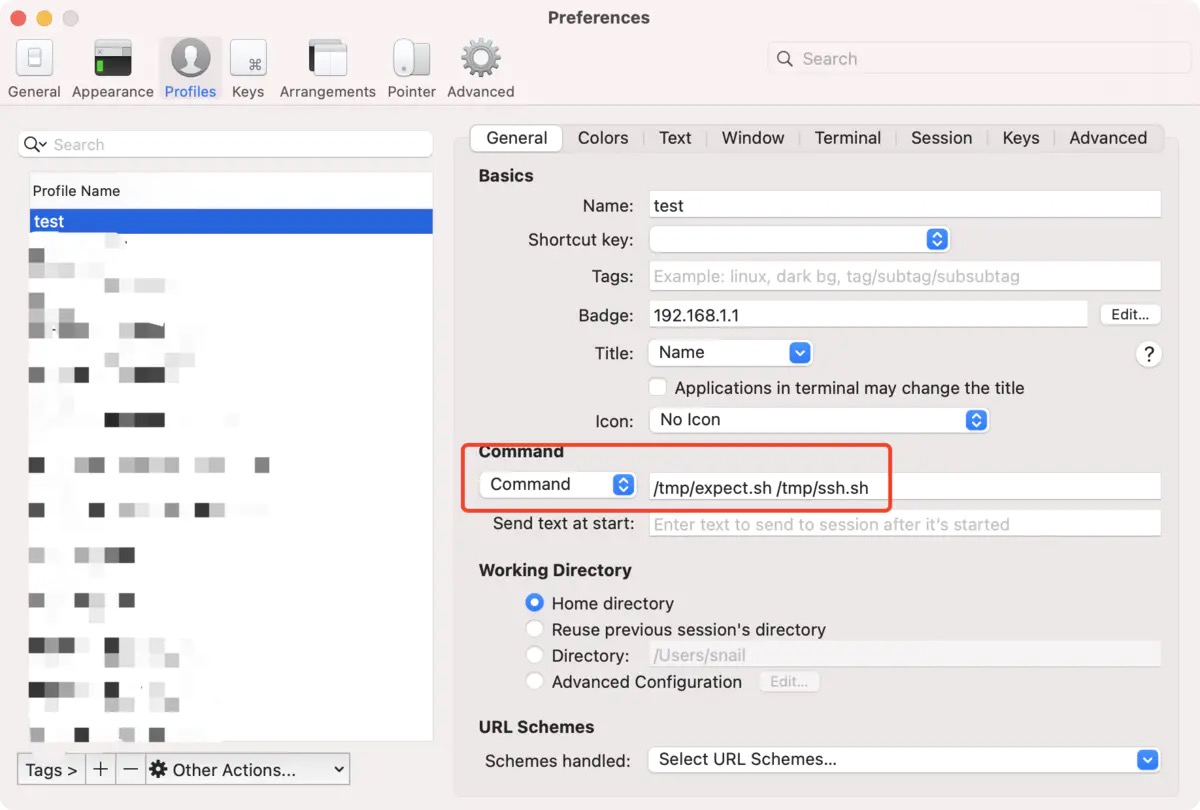 Preferences
General Appearance Profiles Keys Arrangements Pointer Advanced
Search
Search
Profile Name
test
Tags > + − Other Actions...
General Colors Text Window Terminal Session Keys Advanced
Basics
Name: test
Shortcut key:
Tags: Example: linux, dark bg, tag/subtag/subsubtag
Badge: 192.168.1.1 Edit...
Title: Name ?
Applications in terminal may change the title
Icon: No Icon
Command
Command /tmp/expect.sh /tmp/ssh.sh
Send text at start: Enter text to send to session after it's started
Working Directory
Home directory
Reuse previous session's directory
Directory: /Users/snail
Advanced Configuration Edit...
URL Schemes
Schemes handled: Select URL Schemes...